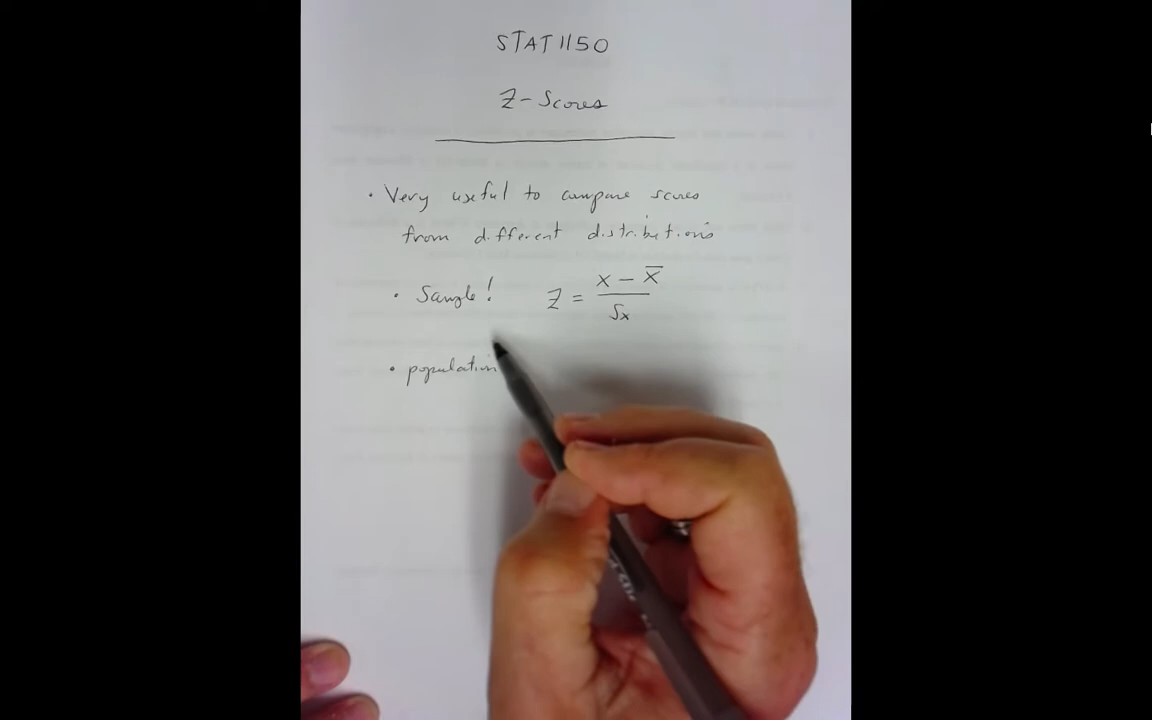 STAT 1150
Z-Scores
• Very useful to compare scores
from different distributions
• Sample! Z = (x - x̄) / Sx
• population